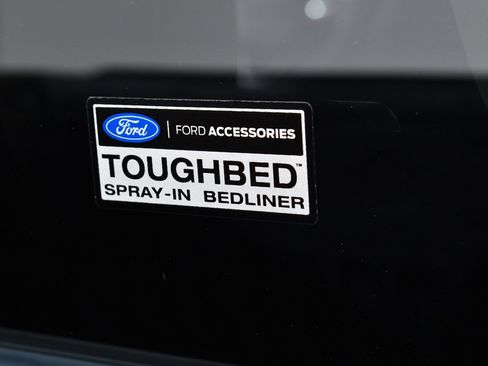 Ford | FORD ACCESSORIES
TOUGHBED™
SPRAY-IN BEDLINER